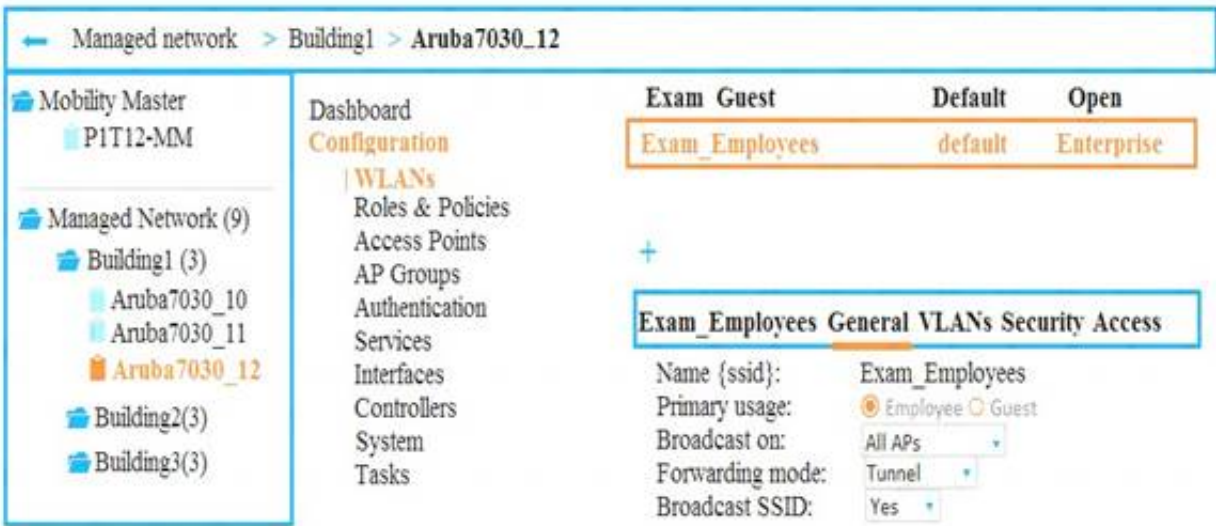 Managed network > Building1 > Aruba7030_12
Mobility Master
P1T12-MM
Managed Network (9)
Building1 (3)
Aruba7030_10
Aruba7030_11
Aruba7030_12
Building2(3)
Building3(3)
Dashboard
Configuration
WLANs
Roles & Policies
Access Points
AP Groups
Authentication
Services
Interfaces
Controllers
System
Tasks
Exam Guest Default Open
Exam_Employees default Enterprise
+
Exam_Employees General VLANs Security Access
Name {ssid}: Exam_Employees
Primary usage: Employee Guest
Broadcast on: All APs
Forwarding mode: Tunnel
Broadcast SSID: Yes